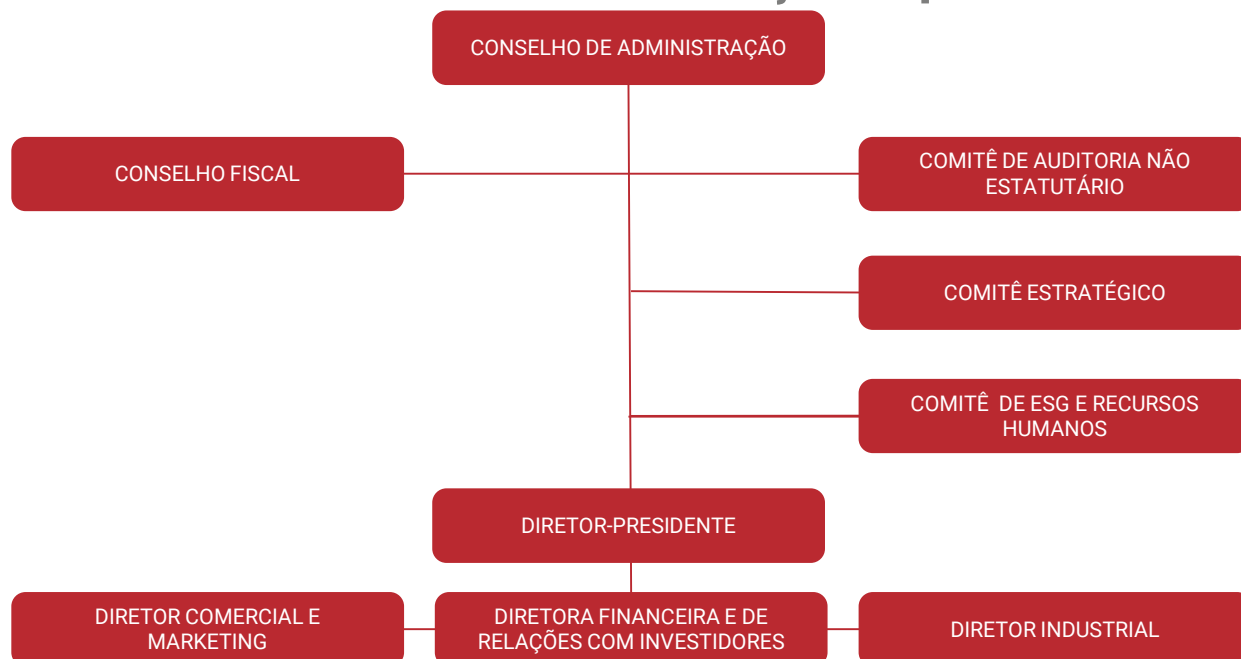 CONSELHO DE ADMINISTRAÇÃO
CONSELHO FISCAL
COMITÊ DE AUDITORIA NÃO
ESTATUTÁRIO
COMITÊ ESTRATÉGICO
COMITÊ DE ESG E RECURSOS
HUMANOS
DIRETOR-PRESIDENTE
DIRETOR COMERCIAL E
MARKETING
DIRETORA FINANCEIRA E DE
RELAÇÕES COM INVESTIDORES
DIRETOR INDUSTRIAL